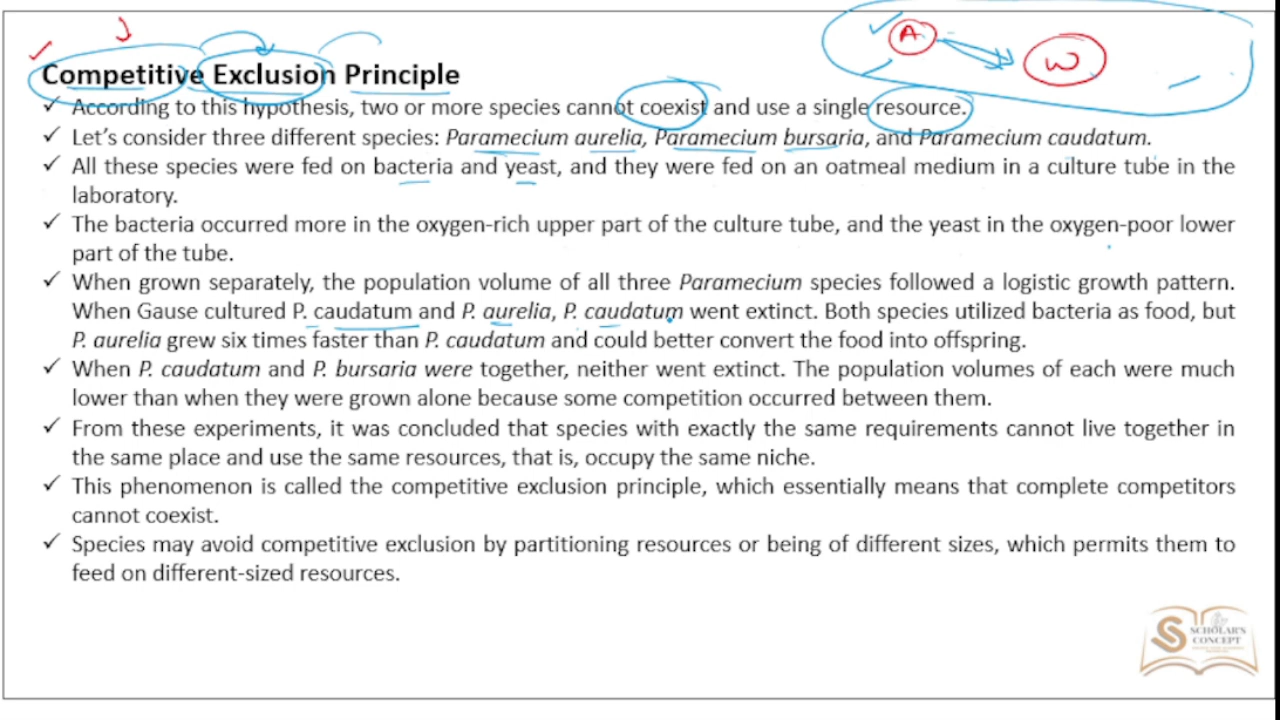 A
W
Competitive Exclusion Principle
✓ According to this hypothesis, two or more species cannot coexist and use a single resource.
✓ Let's consider three different species: Paramecium aurelia, Paramecium bursaria, and Paramecium caudatum.
✓ All these species were fed on bacteria and yeast, and they were fed on an oatmeal medium in a culture tube in the
laboratory.
✓ The bacteria occurred more in the oxygen-rich upper part of the culture tube, and the yeast in the oxygen-poor lower
part of the tube.
✓ When grown separately, the population volume of all three Paramecium species followed a logistic growth pattern.
When Gause cultured P. caudatum and P. aurelia, P. caudatum went extinct. Both species utilized bacteria as food, but
P. aurelia grew six times faster than P. caudatum and could better convert the food into offspring.
✓ When P. caudatum and P. bursaria were together, neither went extinct. The population volumes of each were much
lower than when they were grown alone because some competition occurred between them.
✓ From these experiments, it was concluded that species with exactly the same requirements cannot live together in
the same place and use the same resources, that is, occupy the same niche.
✓ This phenomenon is called the competitive exclusion principle, which essentially means that complete competitors
cannot coexist.
✓ Species may avoid competitive exclusion by partitioning resources or being of different sizes, which permits them to
feed on different-sized resources.
SCHOLAR'S
CONCEPT